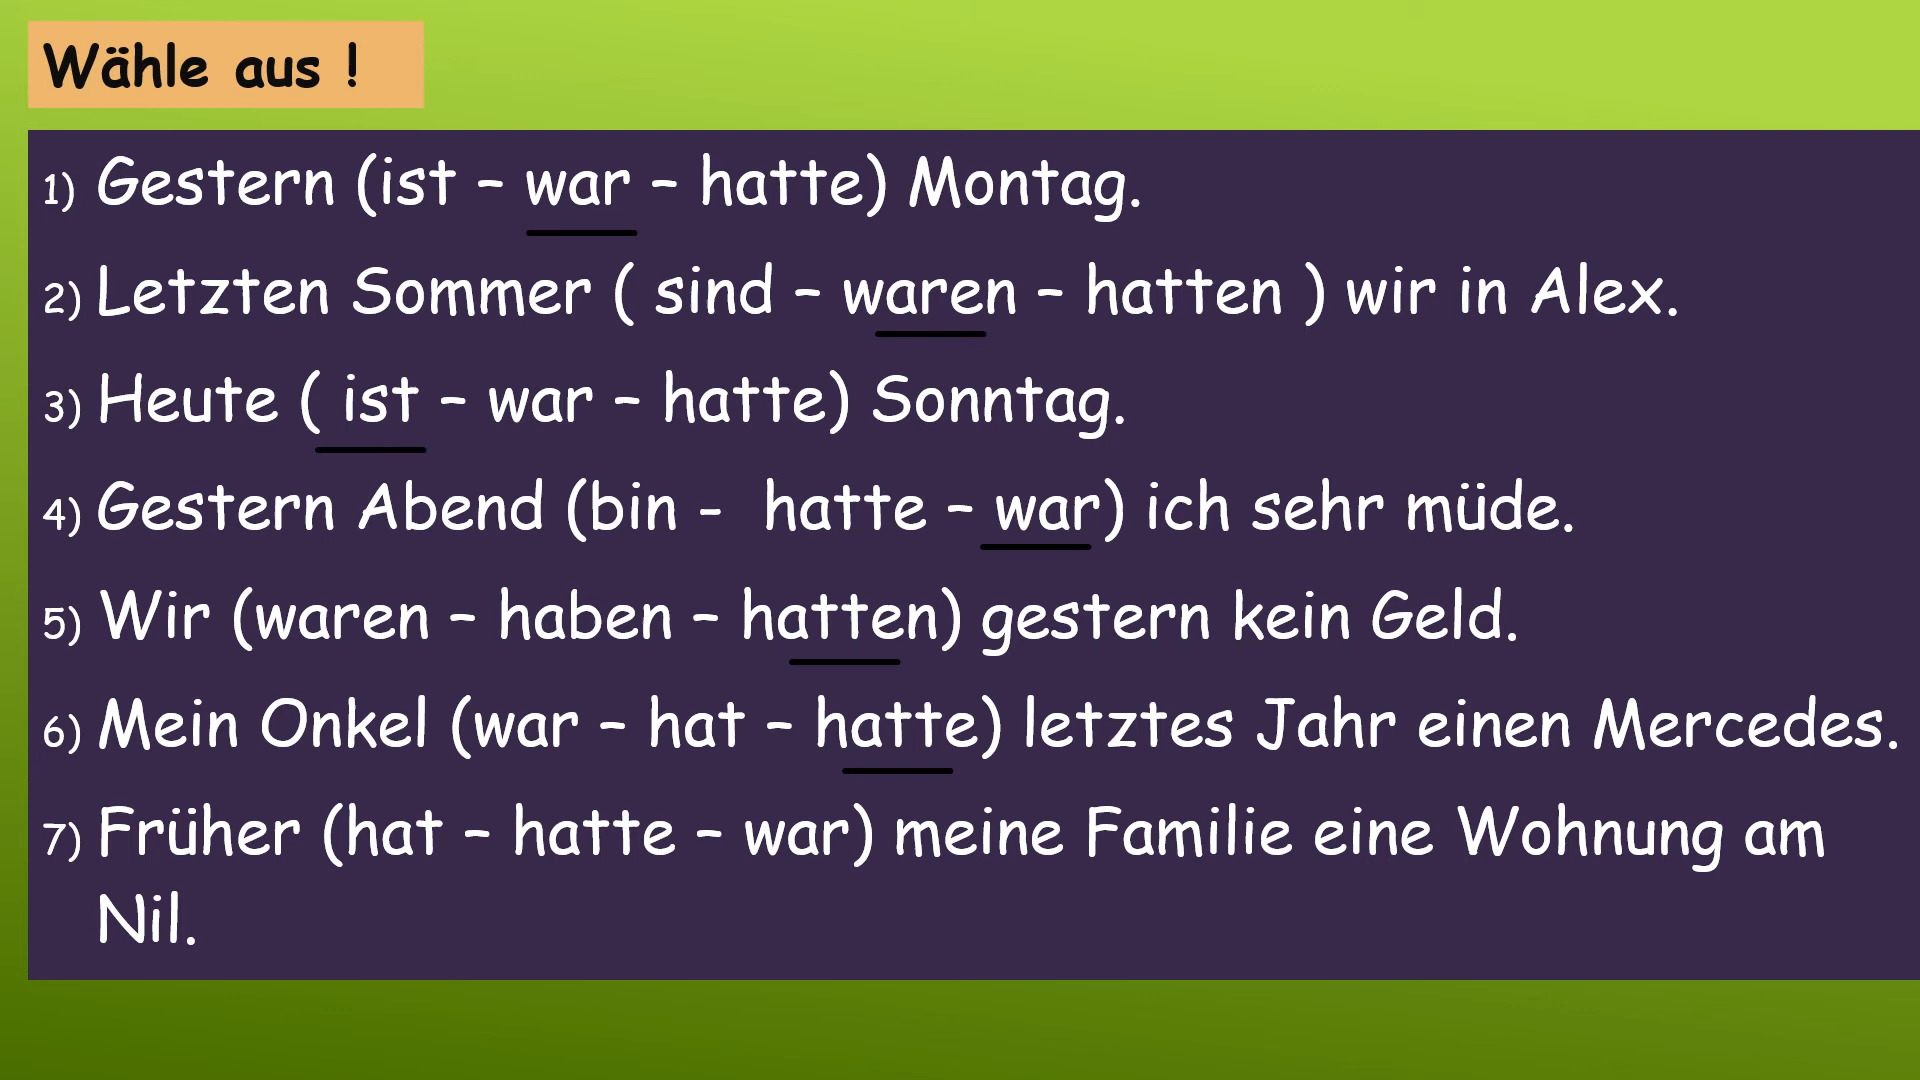 Wähle aus !
1) Gestern (ist – war – hatte) Montag.
2) Letzten Sommer ( sind – waren – hatten ) wir in Alex.
3) Heute ( ist – war – hatte) Sonntag.
4) Gestern Abend (bin -  hatte – war) ich sehr müde.
5) Wir (waren – haben – hatten) gestern kein Geld.
6) Mein Onkel (war – hat – hatte) letztes Jahr einen Mercedes.
7) Früher (hat – hatte – war) meine Familie eine Wohnung am
Nil.